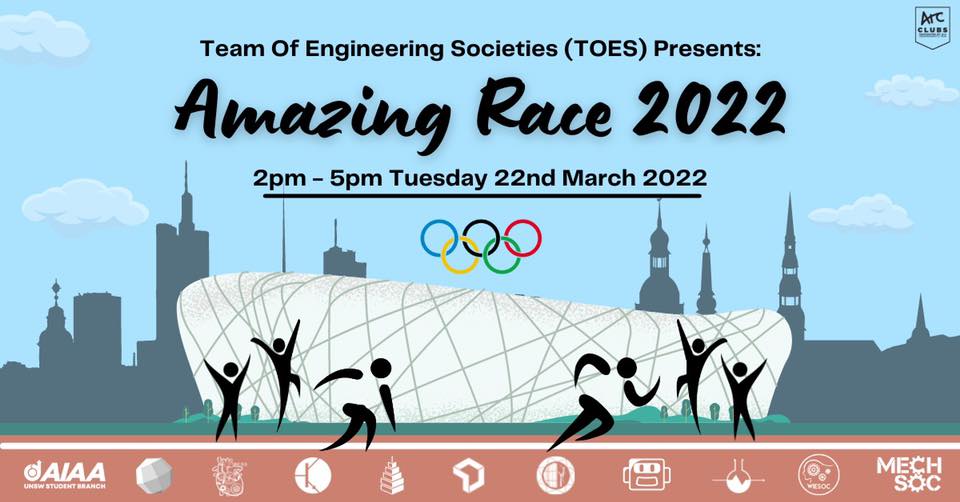 Arc
CLUBS
Team Of Engineering Societies (TOES) Presents:
Amazing Race 2022
2pm - 5pm Tuesday 22nd March 2022
AIAA
UNSW STUDENT BRANCH
WIESOC
MECH
SOC